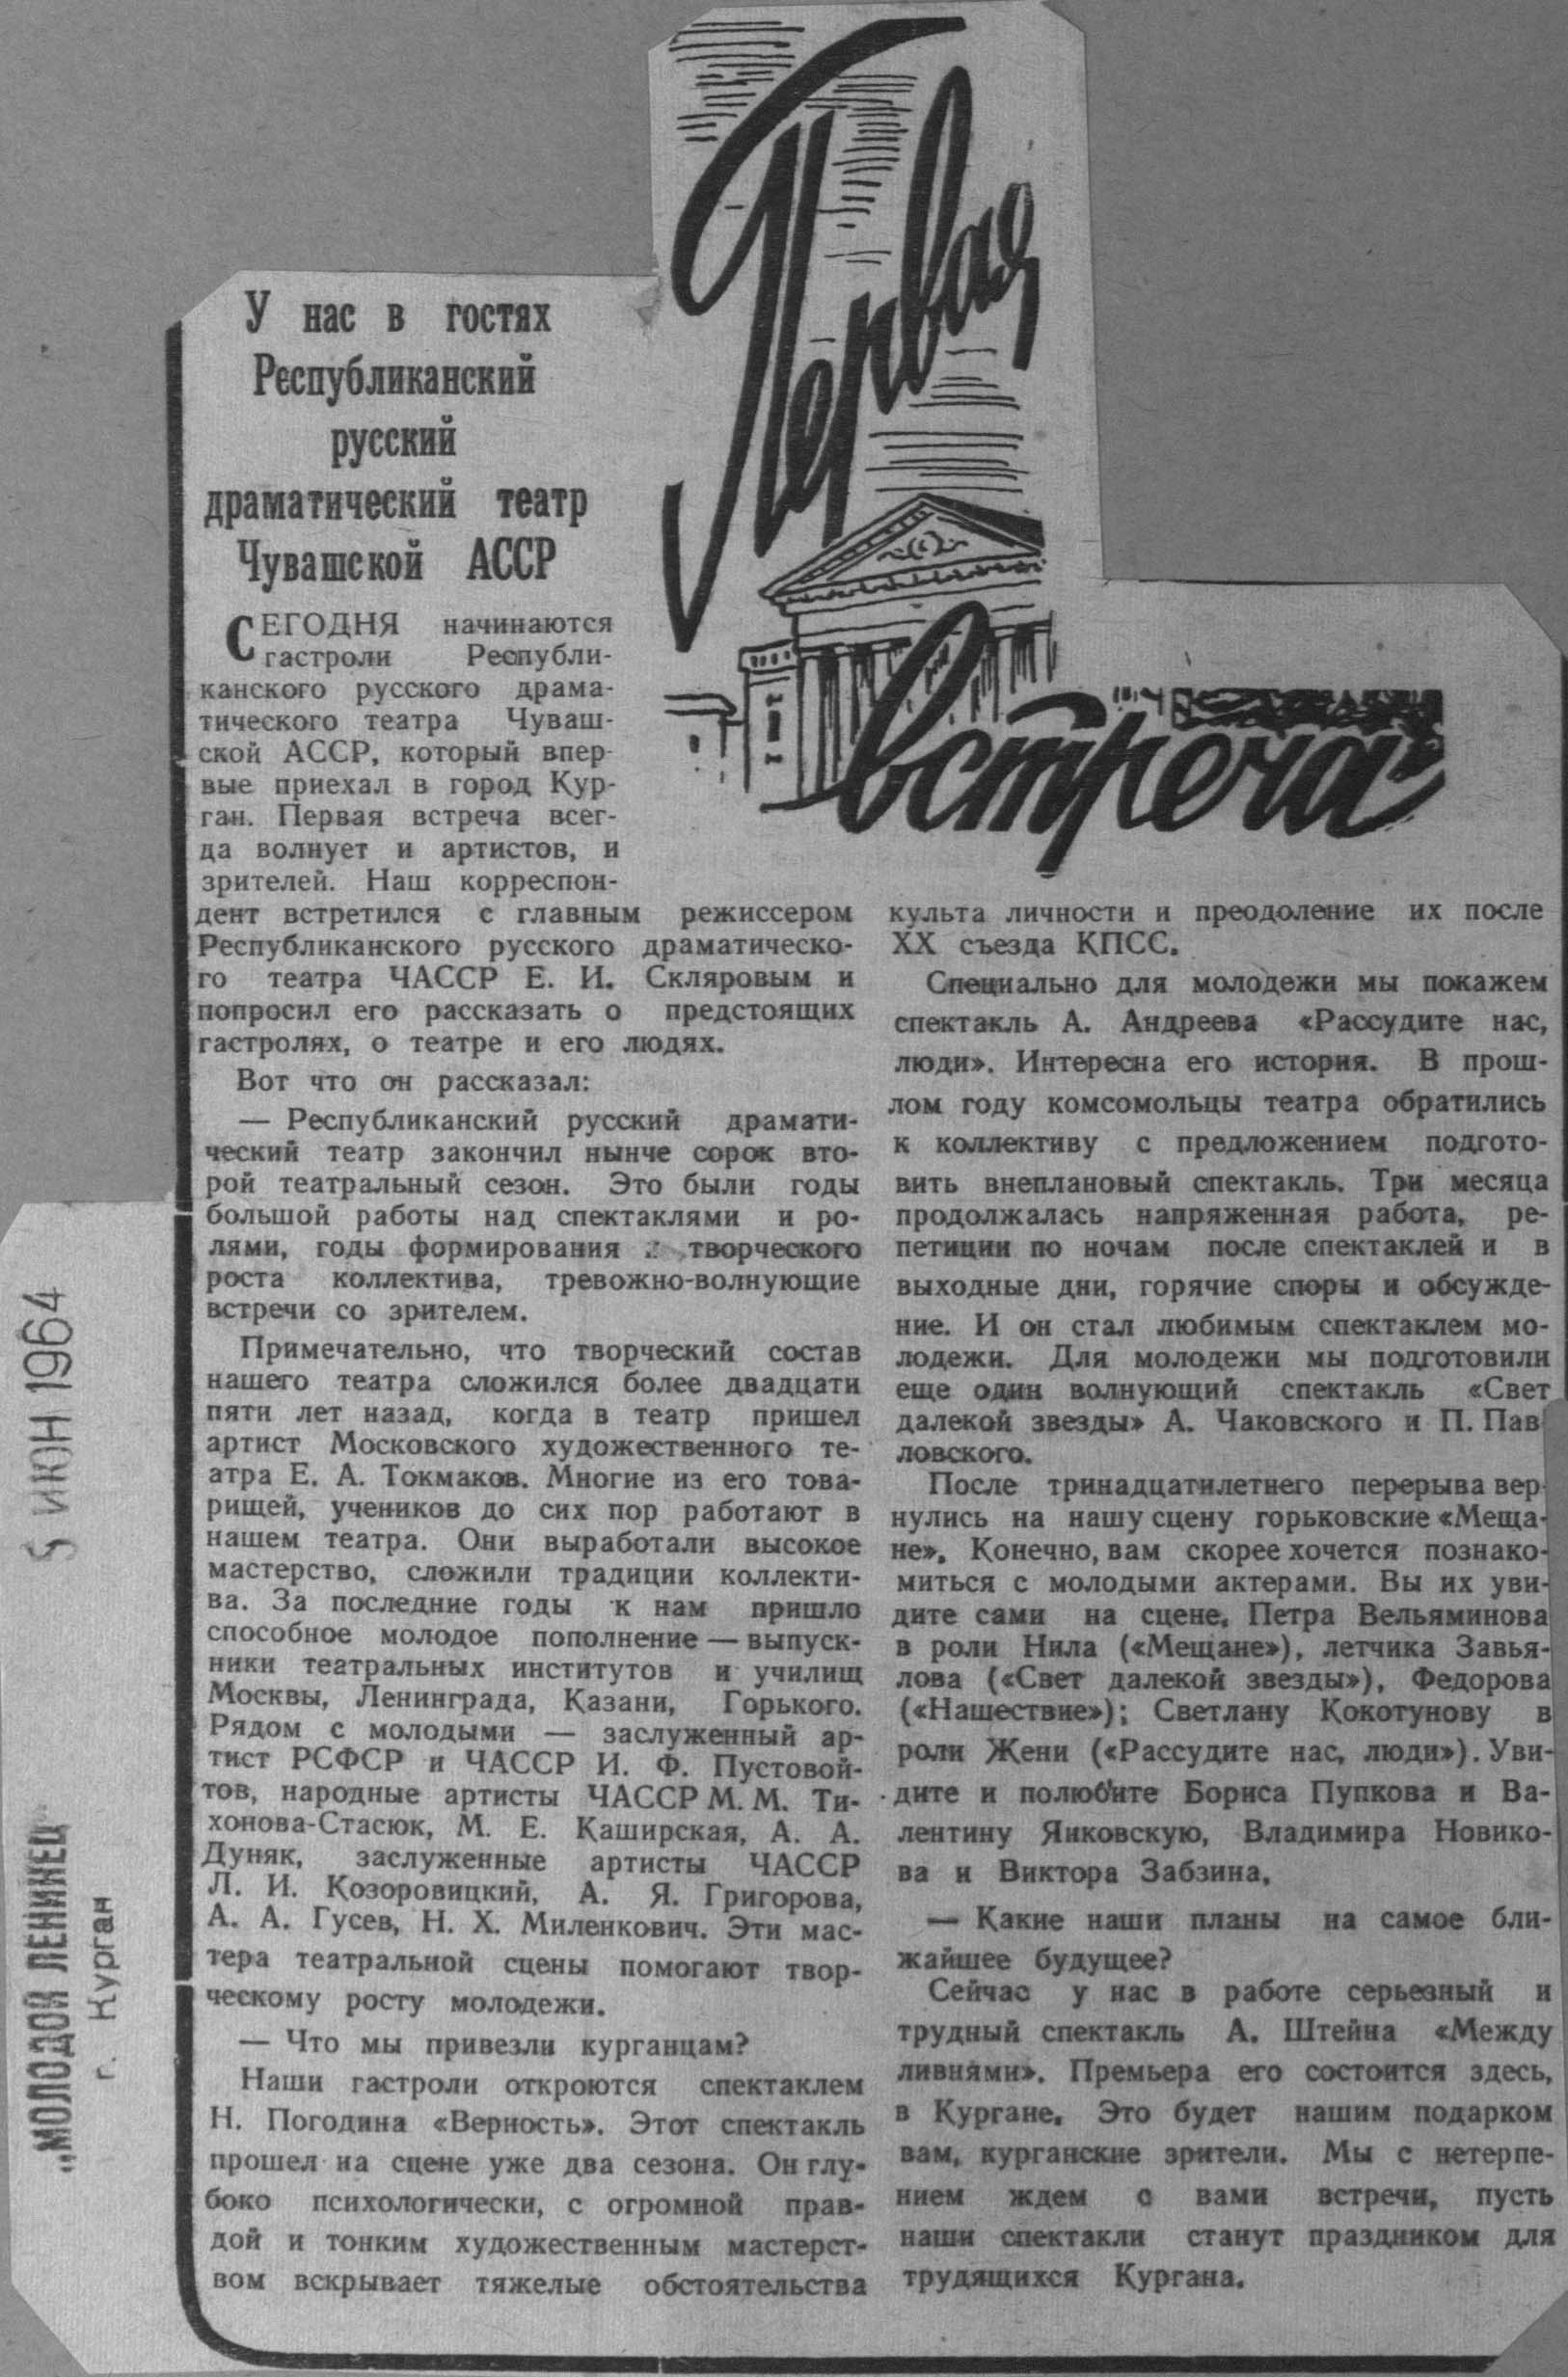 Первая
встреча
У нас в гостях
Республиканский
русский
драматический театр
Чувашской АССР
СЕГОДНЯ начинаются
гастроли Республи-
канского русского драма-
тического театра Чуваш-
ской АССР, который впер-
вые приехал в город Кур-
ган. Первая встреча всег-
да волнует и артистов, и
зрителей. Наш корреспон-
дент встретился с главным режиссером
Республиканского русского драматическо-
го театра ЧАССР Е. И. Скляровым и
попросил его рассказать о предстоящих
гастролях, о театре и его людях.
Вот что он рассказал:
— Республиканский русский драмати-
ческий театр закончил нынче сорок вто-
рой театральный сезон. Это были годы
большой работы над спектаклями и ро-
лями, годы формирования и творческого
роста коллектива, тревожно-волнующие
встречи со зрителем.
Примечательно, что творческий состав
нашего театра сложился более двадцати
пяти лет назад, когда в театр пришел
артист Московского художественного те-
атра Е. А. Токмаков. Многие из его това-
рищей, учеников до сих пор работают в
нашем театра. Они выработали высокое
мастерство, сложили традиции коллекти-
ва. За последние годы к нам пришло
способное молодое пополнение — выпуск-
ники театральных институтов и училищ
Москвы, Ленинграда, Казани, Горького.
Рядом с молодыми — заслуженный ар-
тист РСФСР и ЧАССР И. Ф. Пустовой-
тов, народные артисты ЧАССР М. М. Ти-
хонова-Стасюк, М. Е. Каширская, А. А.
Дуняк, заслуженные артисты ЧАССР
Л. И. Козоровицкий, А. Я. Григорова,
А. А. Гусев, Н. Х. Миленкович. Эти мас-
тера театральной сцены помогают твор-
ческому росту молодежи.
— Что мы привезли курганцам?
Наши гастроли откроются спектаклем
Н. Погодина «Верность». Этот спектакль
прошел на сцене уже два сезона. Он глу-
боко психологически, с огромной прав-
дой и тонким художественным мастерст-
вом вскрывает тяжелые обстоятельства
культа личности и преодоление их после
XX съезда КПСС.
Специально для молодежи мы покажем
спектакль А. Андреева «Рассудите нас,
люди». Интересна его история. В прош-
лом году комсомольцы театра обратились
к коллективу с предложением подгото-
вить внеплановый спектакль. Три месяца
продолжалась напряженная работа, ре-
петиции по ночам после спектаклей и в
выходные дни, горячие споры и обсужде-
ние. И он стал любимым спектаклем мо-
лодежи. Для молодежи мы подготовили
еще один волнующий спектакль «Свет
далекой звезды» А. Чаковского и П. Пав-
ловского.
После тринадцатилетнего перерыва вер-
нулись на нашу сцену горьковские «Меща-
не». Конечно, вам скорее хочется познако-
миться с молодыми актерами. Вы их уви-
дите сами на сцене. Петра Вельяминова
в роли Нила («Мещане»), летчика Завья-
лова («Свет далекой звезды»), Федорова
(«Нашествие»); Светлану Кокотунову в
роли Жени («Рассудите нас, люди»). Уви-
дите и полюбите Бориса Пупкова и Ва-
лентину Янковскую, Владимира Новико-
ва и Виктора Забзина.
— Какие наши планы на самое бли-
жайшее будущее?
Сейчас у нас в работе серьезный и
трудный спектакль А. Штейна «Между
ливнями». Премьера его состоится здесь,
в Кургане. Это будет нашим подарком
вам, курганские зрители. Мы с нетерпе-
нием ждем с вами встречи, пусть
наши спектакли станут праздником для
трудящихся Кургана.
„МОЛОДОЙ ЛЕНИНЕЦ"
г. Курган
5 ИЮН 1964